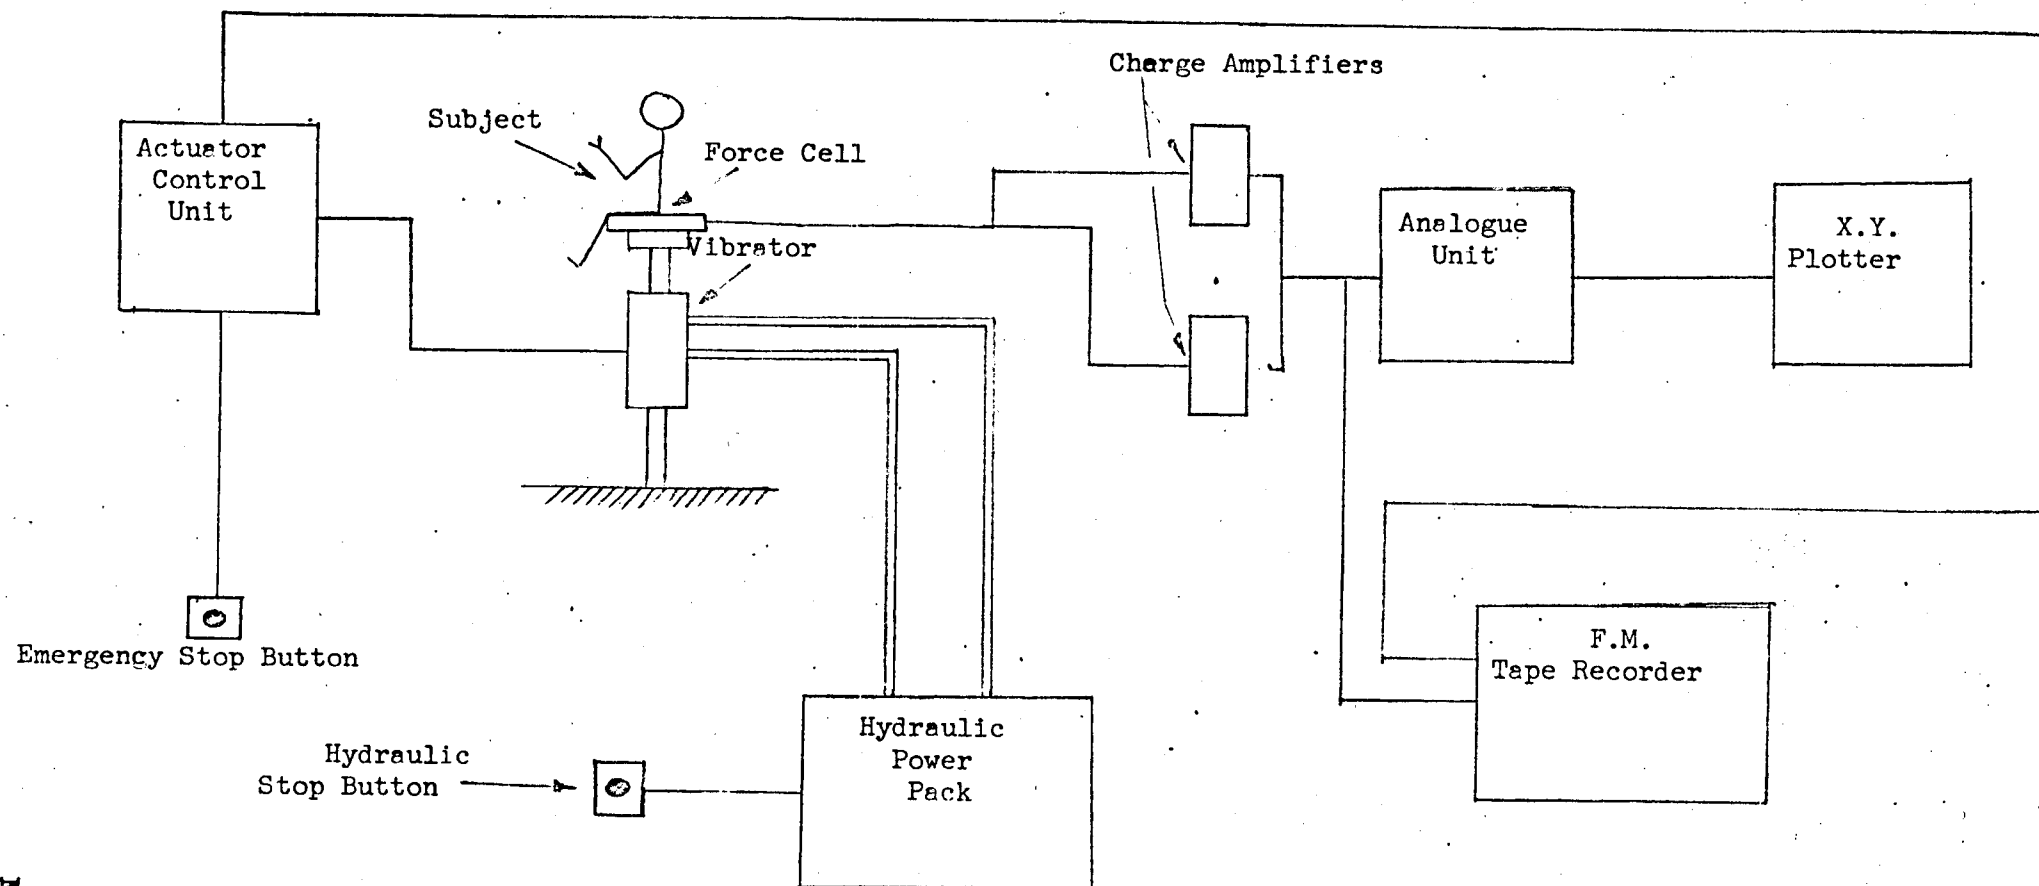 Charge Amplifiers
Subject
Force Cell
Actuator
Control
Unit
Vibrator
Analogue
Unit
X.Y.
Plotter
Emergency Stop Button
F.M.
Tape Recorder
Hydraulic
Power
Pack
Hydraulic
Stop Button